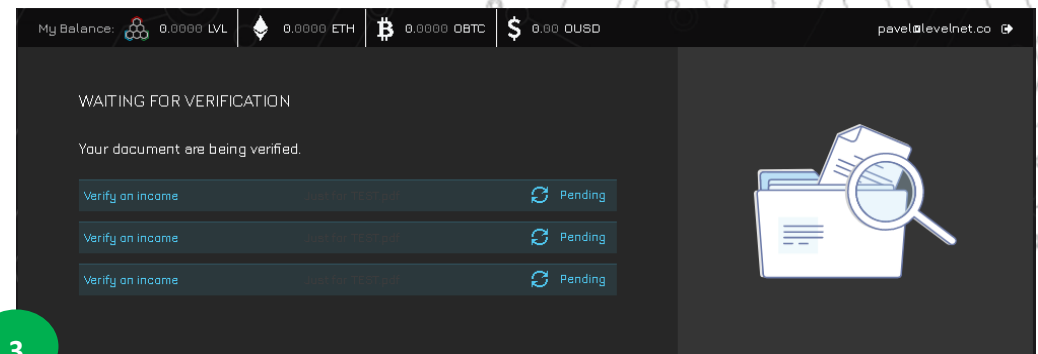 My Balance: 0.0000 LVL 0.0000 ETH 0.0000 OBTC $ 0.00 OUSD pavel@levelnet.co
WAITING FOR VERIFICATION
Your document are being verified.
Verify an income Pending
Verify an income Pending
Verify an income Pending
3